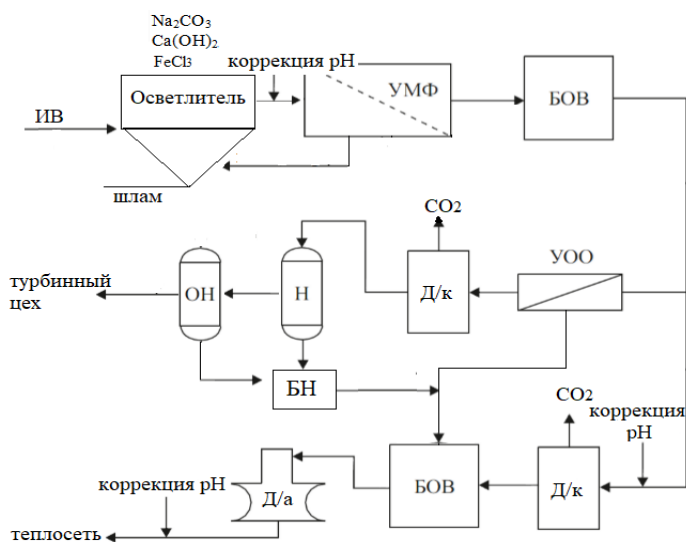 Na₂CO₃
Ca(OH)₂
FeCl₃
коррекция pH
Осветлитель
УМФ
БОВ
ИВ
шлам
CO₂
УОО
турбинный
цех
ОН
Н
Д/к
БН
CO₂
коррекция
pH
коррекция pH
Д/а
БОВ
Д/к
теплосеть